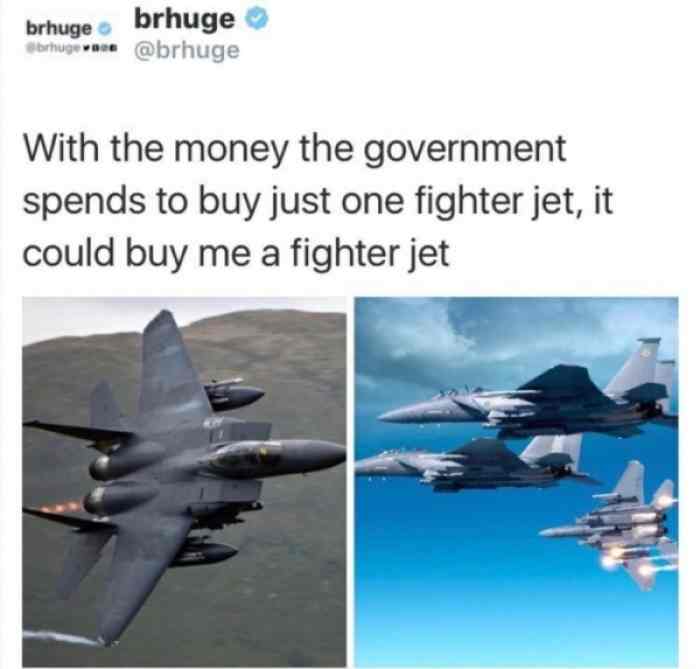 brhuge
@brhuge
brhuge
@brhuge
With the money the government
spends to buy just one fighter jet, it
could buy me a fighter jet